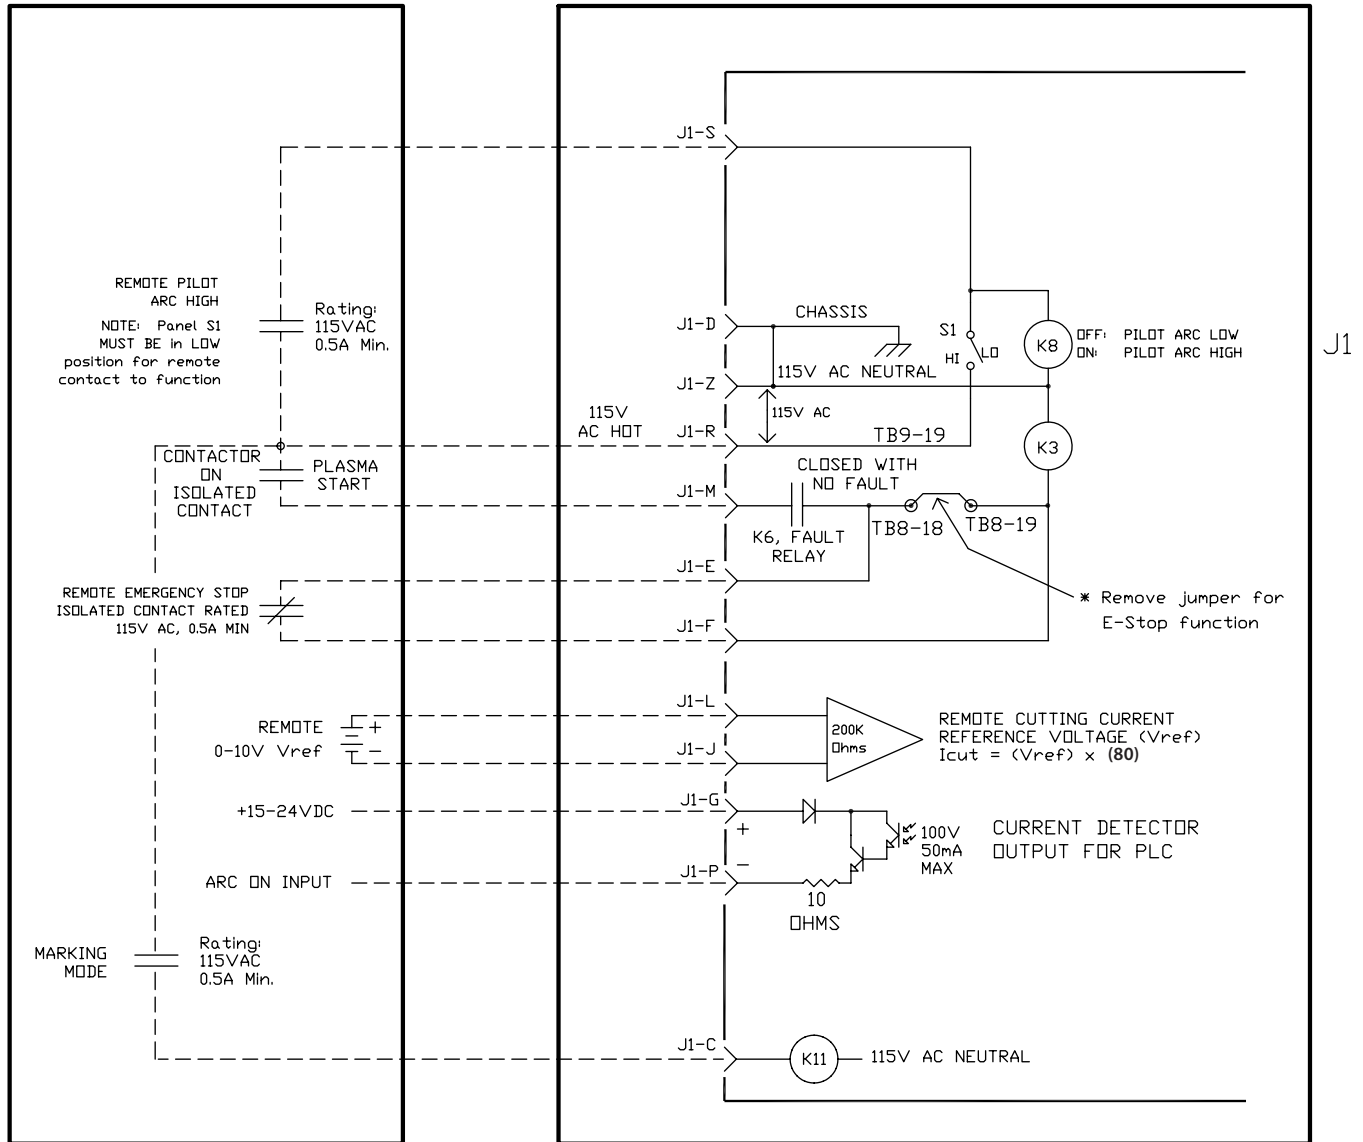 J1-S
REMOTE PILOT
ARC HIGH
NOTE: Panel S1
MUST BE in LOW
position for remote
contact to function
Rating:
115VAC
0.5A Min.
J1-D
CHASSIS
S1
HI
LO
K8
OFF: PILOT ARC LOW
ON: PILOT ARC HIGH
J1
J1-Z
115V AC NEUTRAL
115V AC
115V
AC HOT
J1-R
TB9-19
K3
CONTACTOR
ON
ISOLATED
CONTACT
PLASMA
START
CLOSED WITH
NO FAULT
J1-M
K6, FAULT
RELAY
TB8-18
TB8-19
J1-E
REMOTE EMERGENCY STOP
ISOLATED CONTACT RATED
115V AC, 0.5A MIN
* Remove jumper for
E-Stop function
J1-F
J1-L
REMOTE
0-10V Vref
+
−
J1-J
200K
Ohms
REMOTE CUTTING CURRENT
REFERENCE VOLTAGE (Vref)
Icut = (Vref) x (80)
+15-24VDC
J1-G
+
−
100V
50mA
MAX
CURRENT DETECTOR
OUTPUT FOR PLC
ARC ON INPUT
J1-P
10
OHMS
MARKING
MODE
Rating:
115VAC
0.5A Min.
J1-C
K11
115V AC NEUTRAL